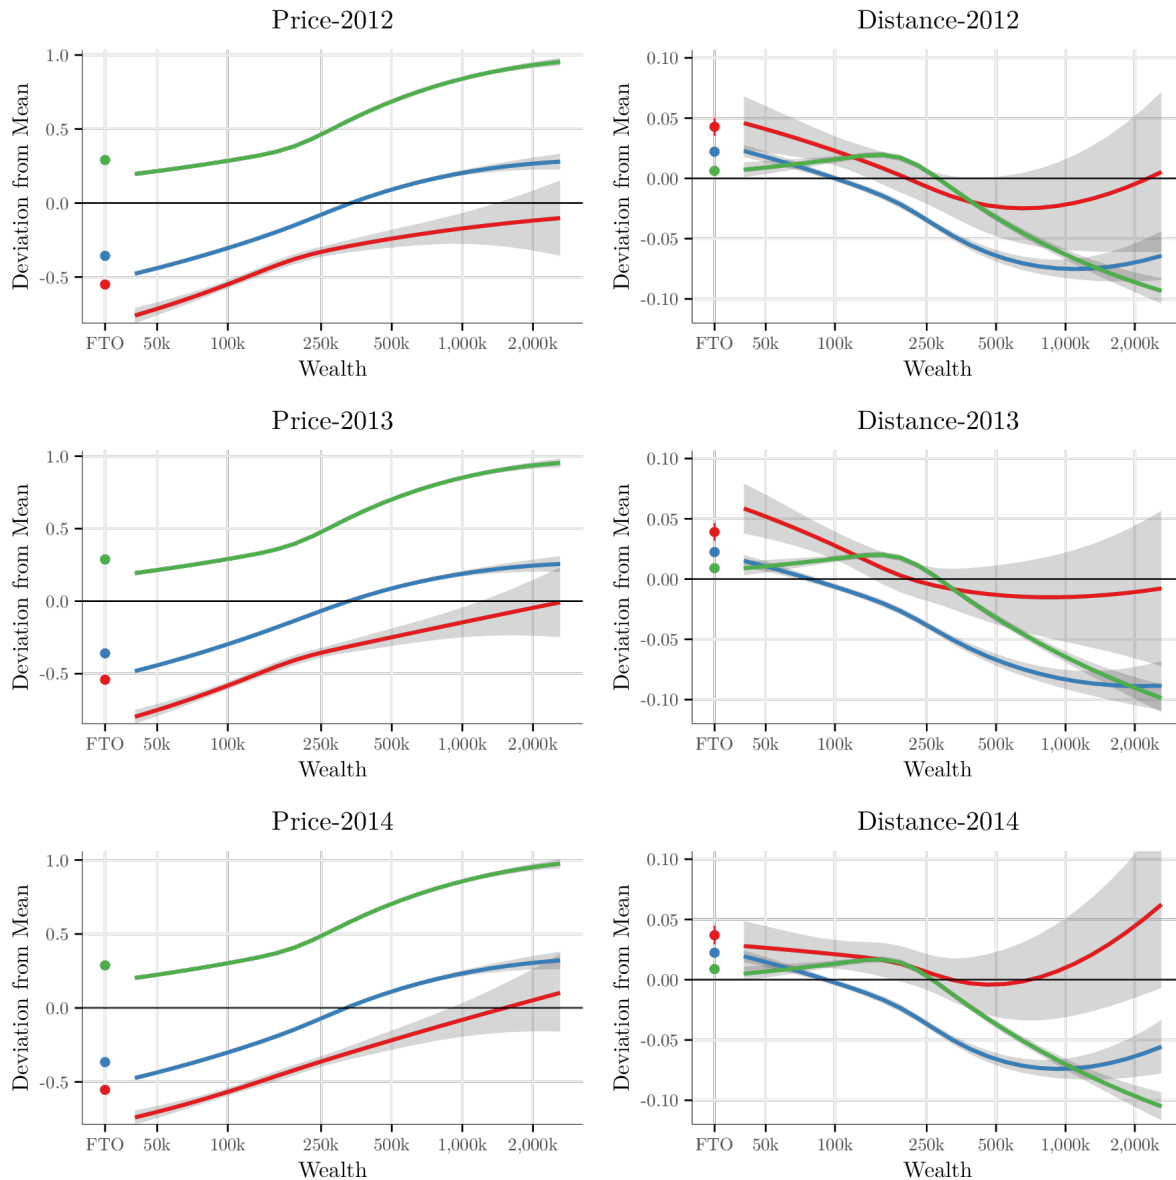 Price-2012
Deviation from Mean
1.0
0.5
0.0
-0.5
FTO 50k 100k 250k 500k 1,000k 2,000k
Wealth
Distance-2012
Deviation from Mean
0.10
0.05
0.00
-0.05
-0.10
FTO 50k 100k 250k 500k 1,000k 2,000k
Wealth
Price-2013
Deviation from Mean
1.0
0.5
0.0
-0.5
FTO 50k 100k 250k 500k 1,000k 2,000k
Wealth
Distance-2013
Deviation from Mean
0.10
0.05
0.00
-0.05
-0.10
FTO 50k 100k 250k 500k 1,000k 2,000k
Wealth
Price-2014
Deviation from Mean
1.0
0.5
0.0
-0.5
FTO 50k 100k 250k 500k 1,000k 2,000k
Wealth
Distance-2014
Deviation from Mean
0.10
0.05
0.00
-0.05
-0.10
FTO 50k 100k 250k 500k 1,000k 2,000k
Wealth